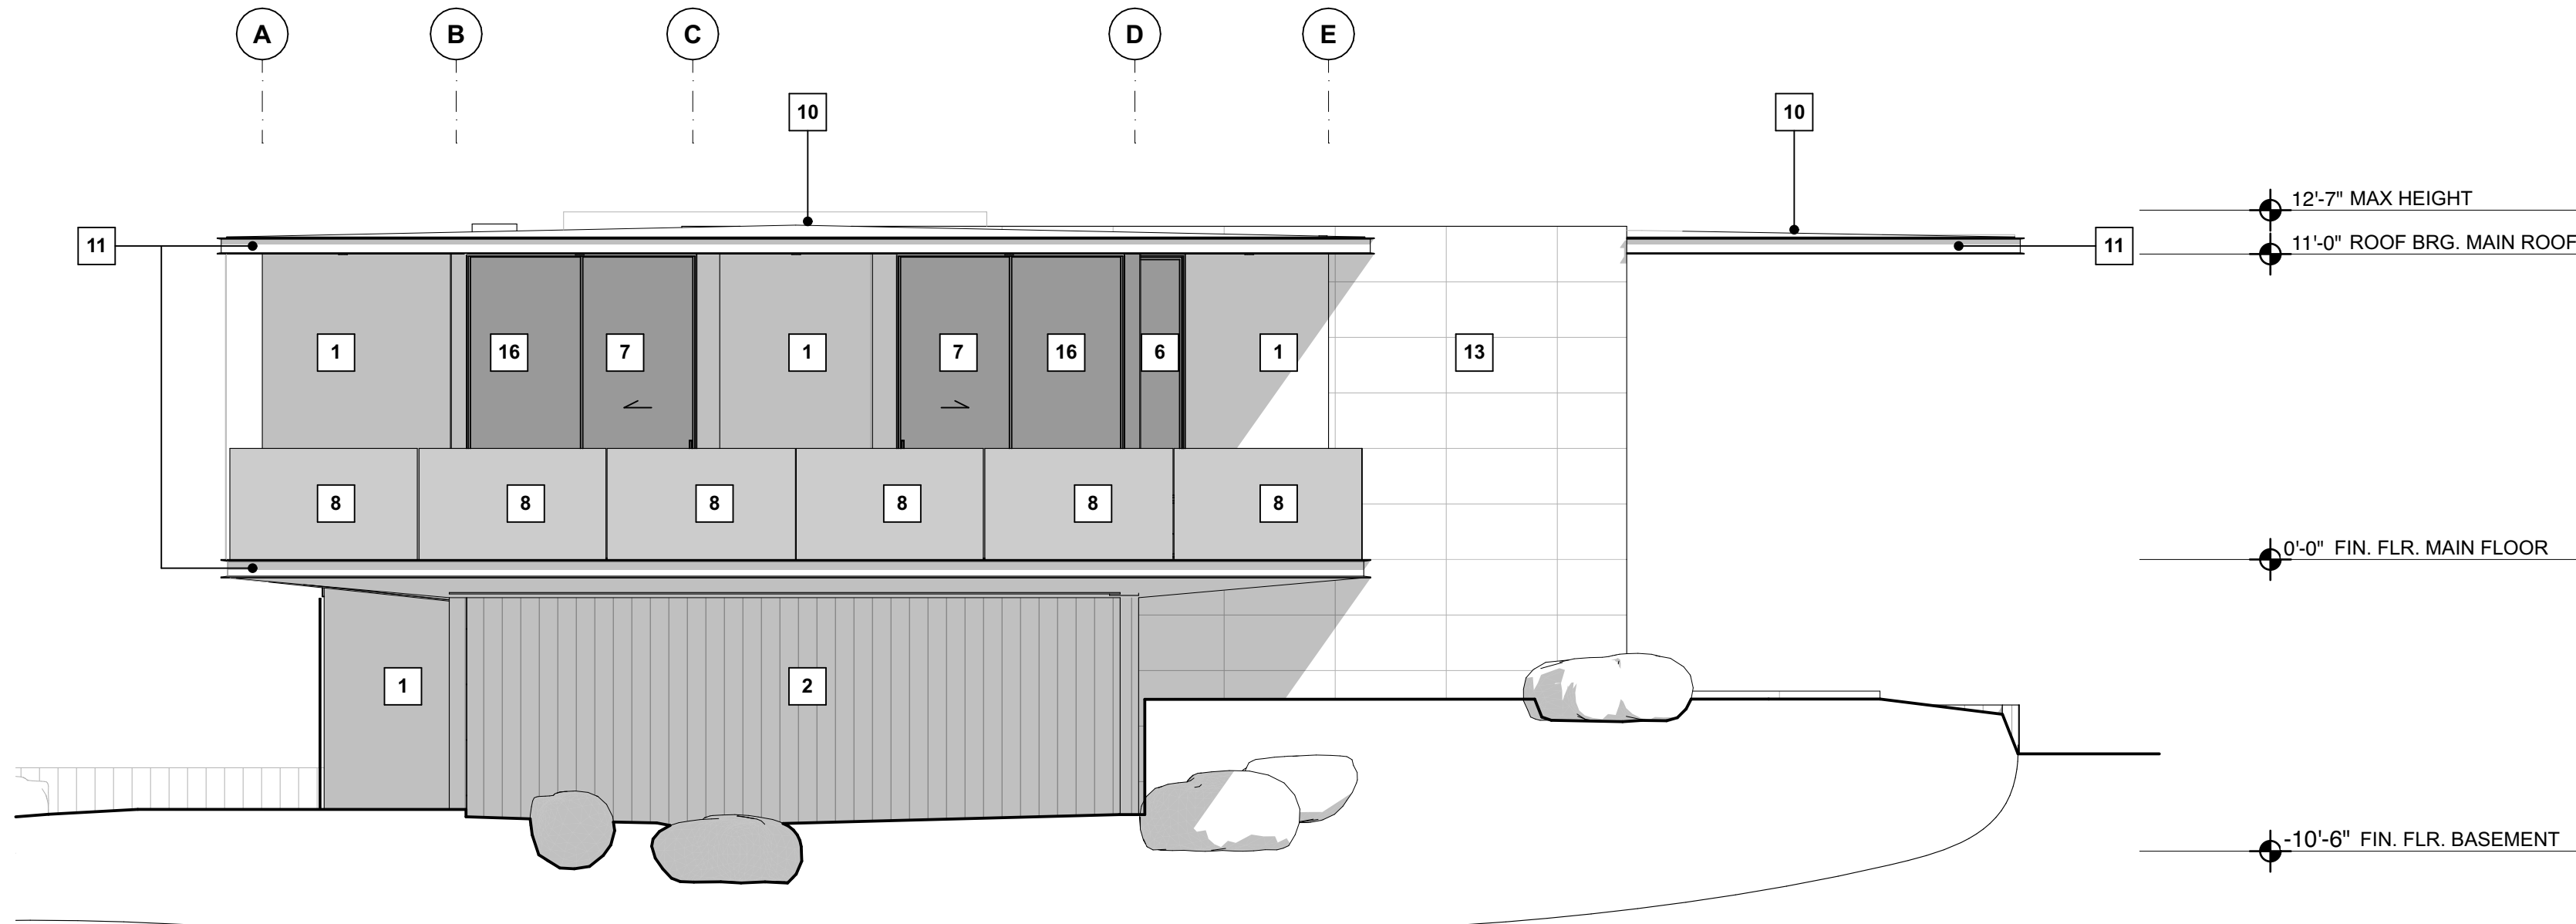 A B C D E
10 10
12'-7" MAX HEIGHT
11 11 11'-0" ROOF BRG. MAIN ROOF
1 16 7 1 7 16 6 1 13
8 8 8 8 8 8
0'-0" FIN. FLR. MAIN FLOOR
1 2
-10'-6" FIN. FLR. BASEMENT